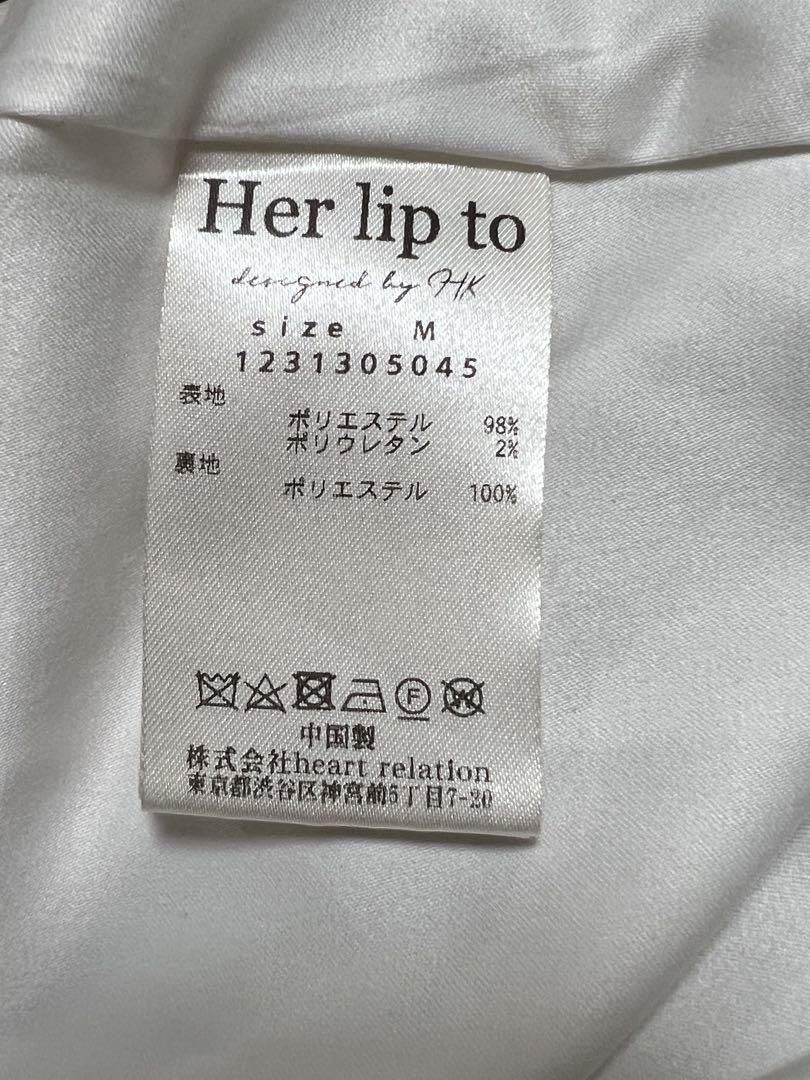 Her lip to
designed by HK
size M
1231305045
表地
ポリエステル 98%
ポリウレタン 2%
裏地
ポリエステル 100%
F W
中国製
株式会社heart relation
東京都渋谷区神宮前5丁目7-20